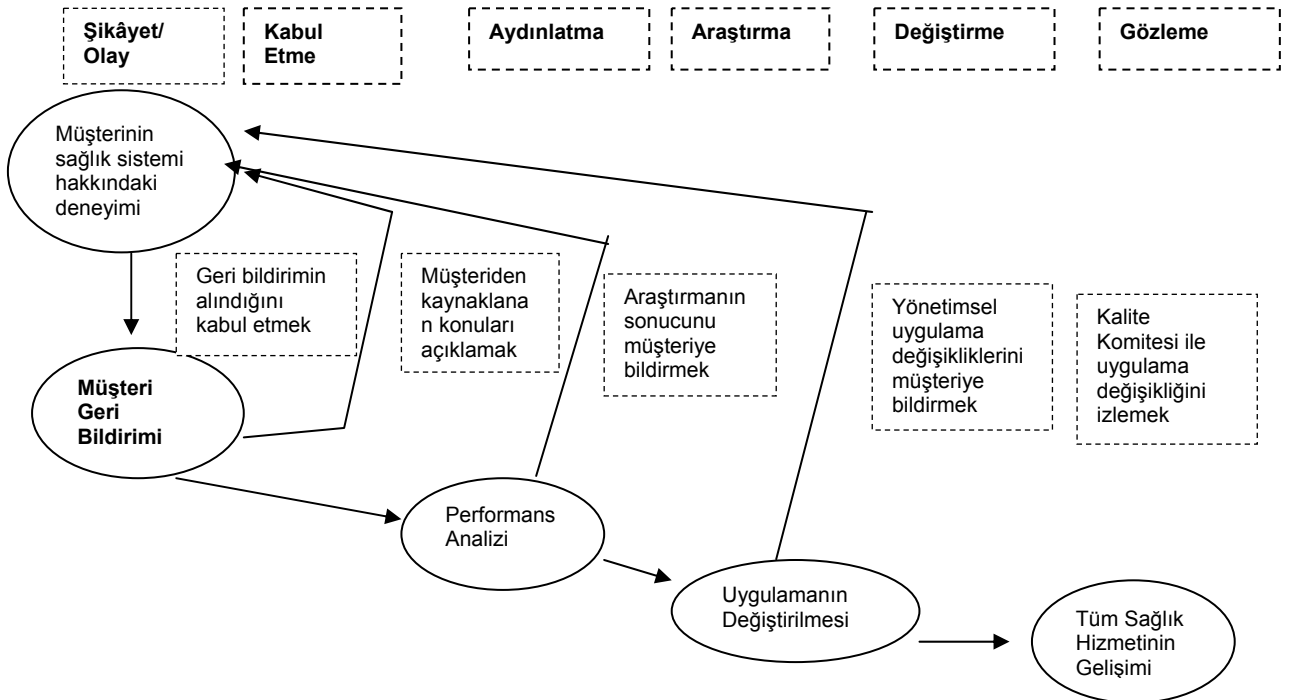 Şikâyet/
Olay
Kabul
Etme
Aydınlatma
Araştırma
Değiştirme
Gözleme
Müşterinin
sağlık sistemi
hakkındaki
deneyimi
Geri bildirimin
alındığını
kabul etmek
Müşteriden
kaynaklana
n konuları
açıklamak
Araştırmanın
sonucunu
müşteriye
bildirmek
Yönetimsel
uygulama
değişikliklerini
müşteriye
bildirmek
Kalite
Komitesi ile
uygulama
değişikliğini
izlemek
Müşteri
Geri
Bildirimi
Performans
Analizi
Uygulamanın
Değiştirilmesi
Tüm Sağlık
Hizmetinin
Gelişimi